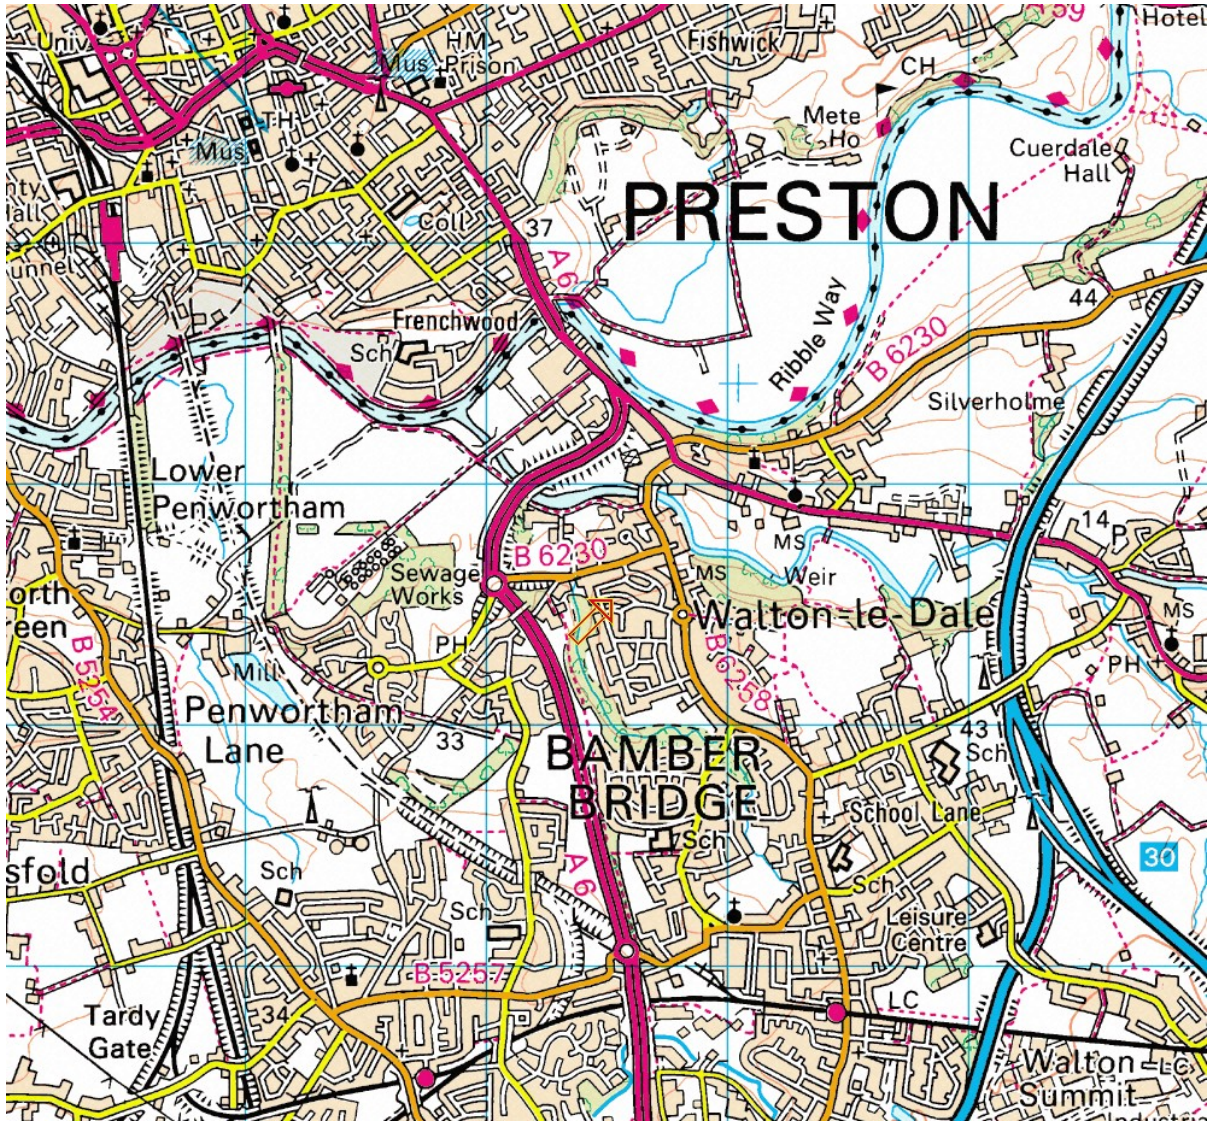 Univ
HM
Mus
Prison
TH
Mus
Fishwick
CH
Hotel
Mete
Ho
Cuerdale
Hall
PRESTON
Coll
37
A 6
44
Ribble Way
B 6230
Frenchwood
Sch
Silverholme
Lower
Penwortham
14
P
MS
B 6230
Sewage
Works
MS
Weir
MS
Walton-le-Dale
B 5254
PH
PH
B 6258
Mill
Penwortham
Lane
33
43
Sch
BAMBER
BRIDGE
School Lane
Sch
30
A 6
Sch
Sch
Sch
Leisure
Centre
B 5257
LC
34
Tardy
Gate
Walton
Summit
LC